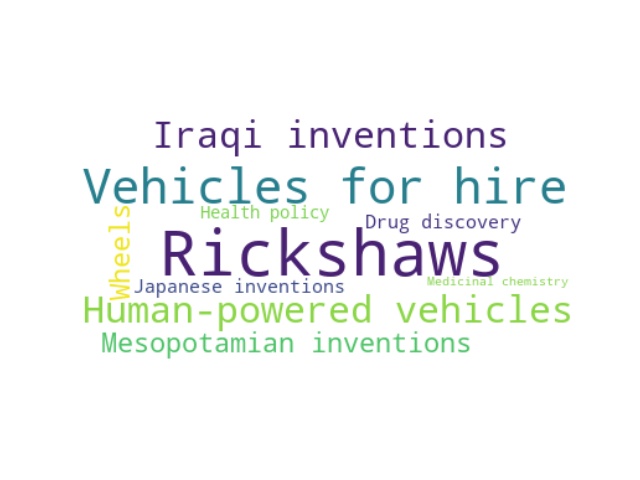 Iraqi inventions
Vehicles for hire
Health policy
Drug discovery
Wheels
Rickshaws
Japanese inventions
Medicinal chemistry
Human-powered vehicles
Mesopotamian inventions